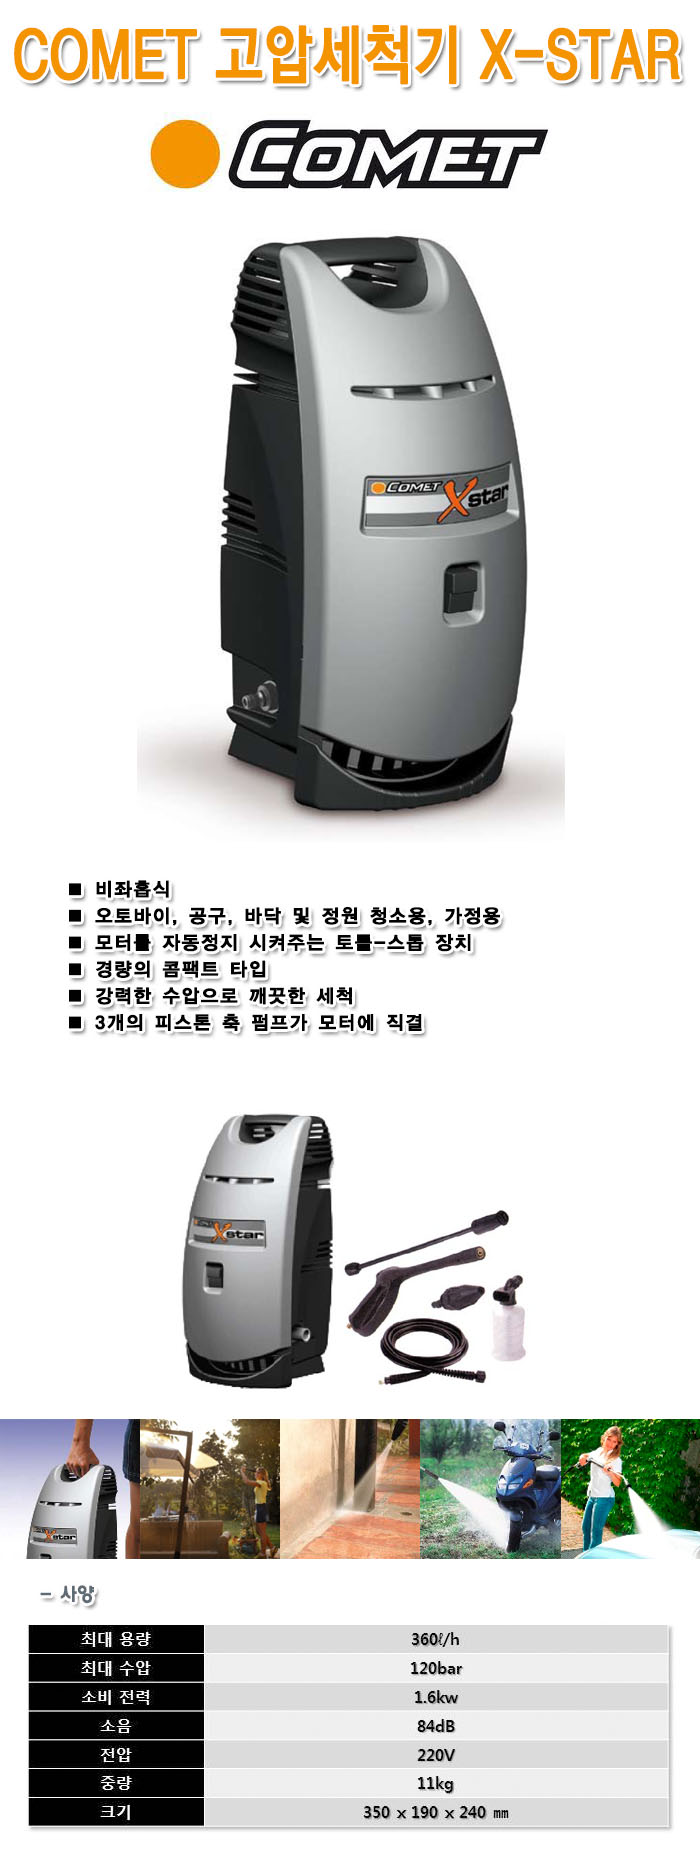 COMET 고압세척기 X-STAR
COMET
COMET Xstar
■ 비좌흡식
■ 오토바이, 공구, 바닥 및 정원 청소용, 가정용
■ 모터를 자동정지 시켜주는 토틀-스톱 장치
■ 경량의 콤팩트 타입
■ 강력한 수압으로 깨끗한 세척
■ 3개의 피스톤 축 펌프가 모터에 직결
COMET Xstar
COMET Xstar
- 사양
최대 용량 360ℓ/h
최대 수압 120bar
소비 전력 1.6kw
소음 84dB
전압 220V
중량 11kg
크기 350 x 190 x 240 ㎜